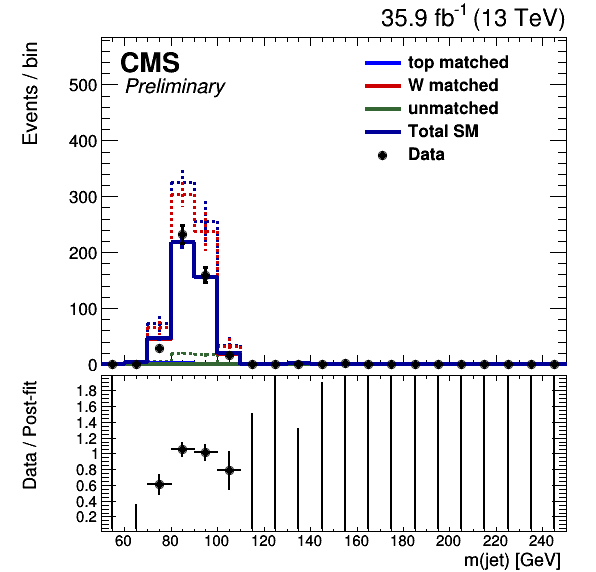 35.9 fb⁻¹ (13 TeV)
CMS
Preliminary
top matched
W matched
unmatched
Total SM
Data
Events / bin
500
400
300
200
100
0
Data / Post-fit
1.8
1.6
1.4
1.2
1
0.8
0.6
0.4
0.2
60 80 100 120 140 160 180 200 220 240
m(jet) [GeV]